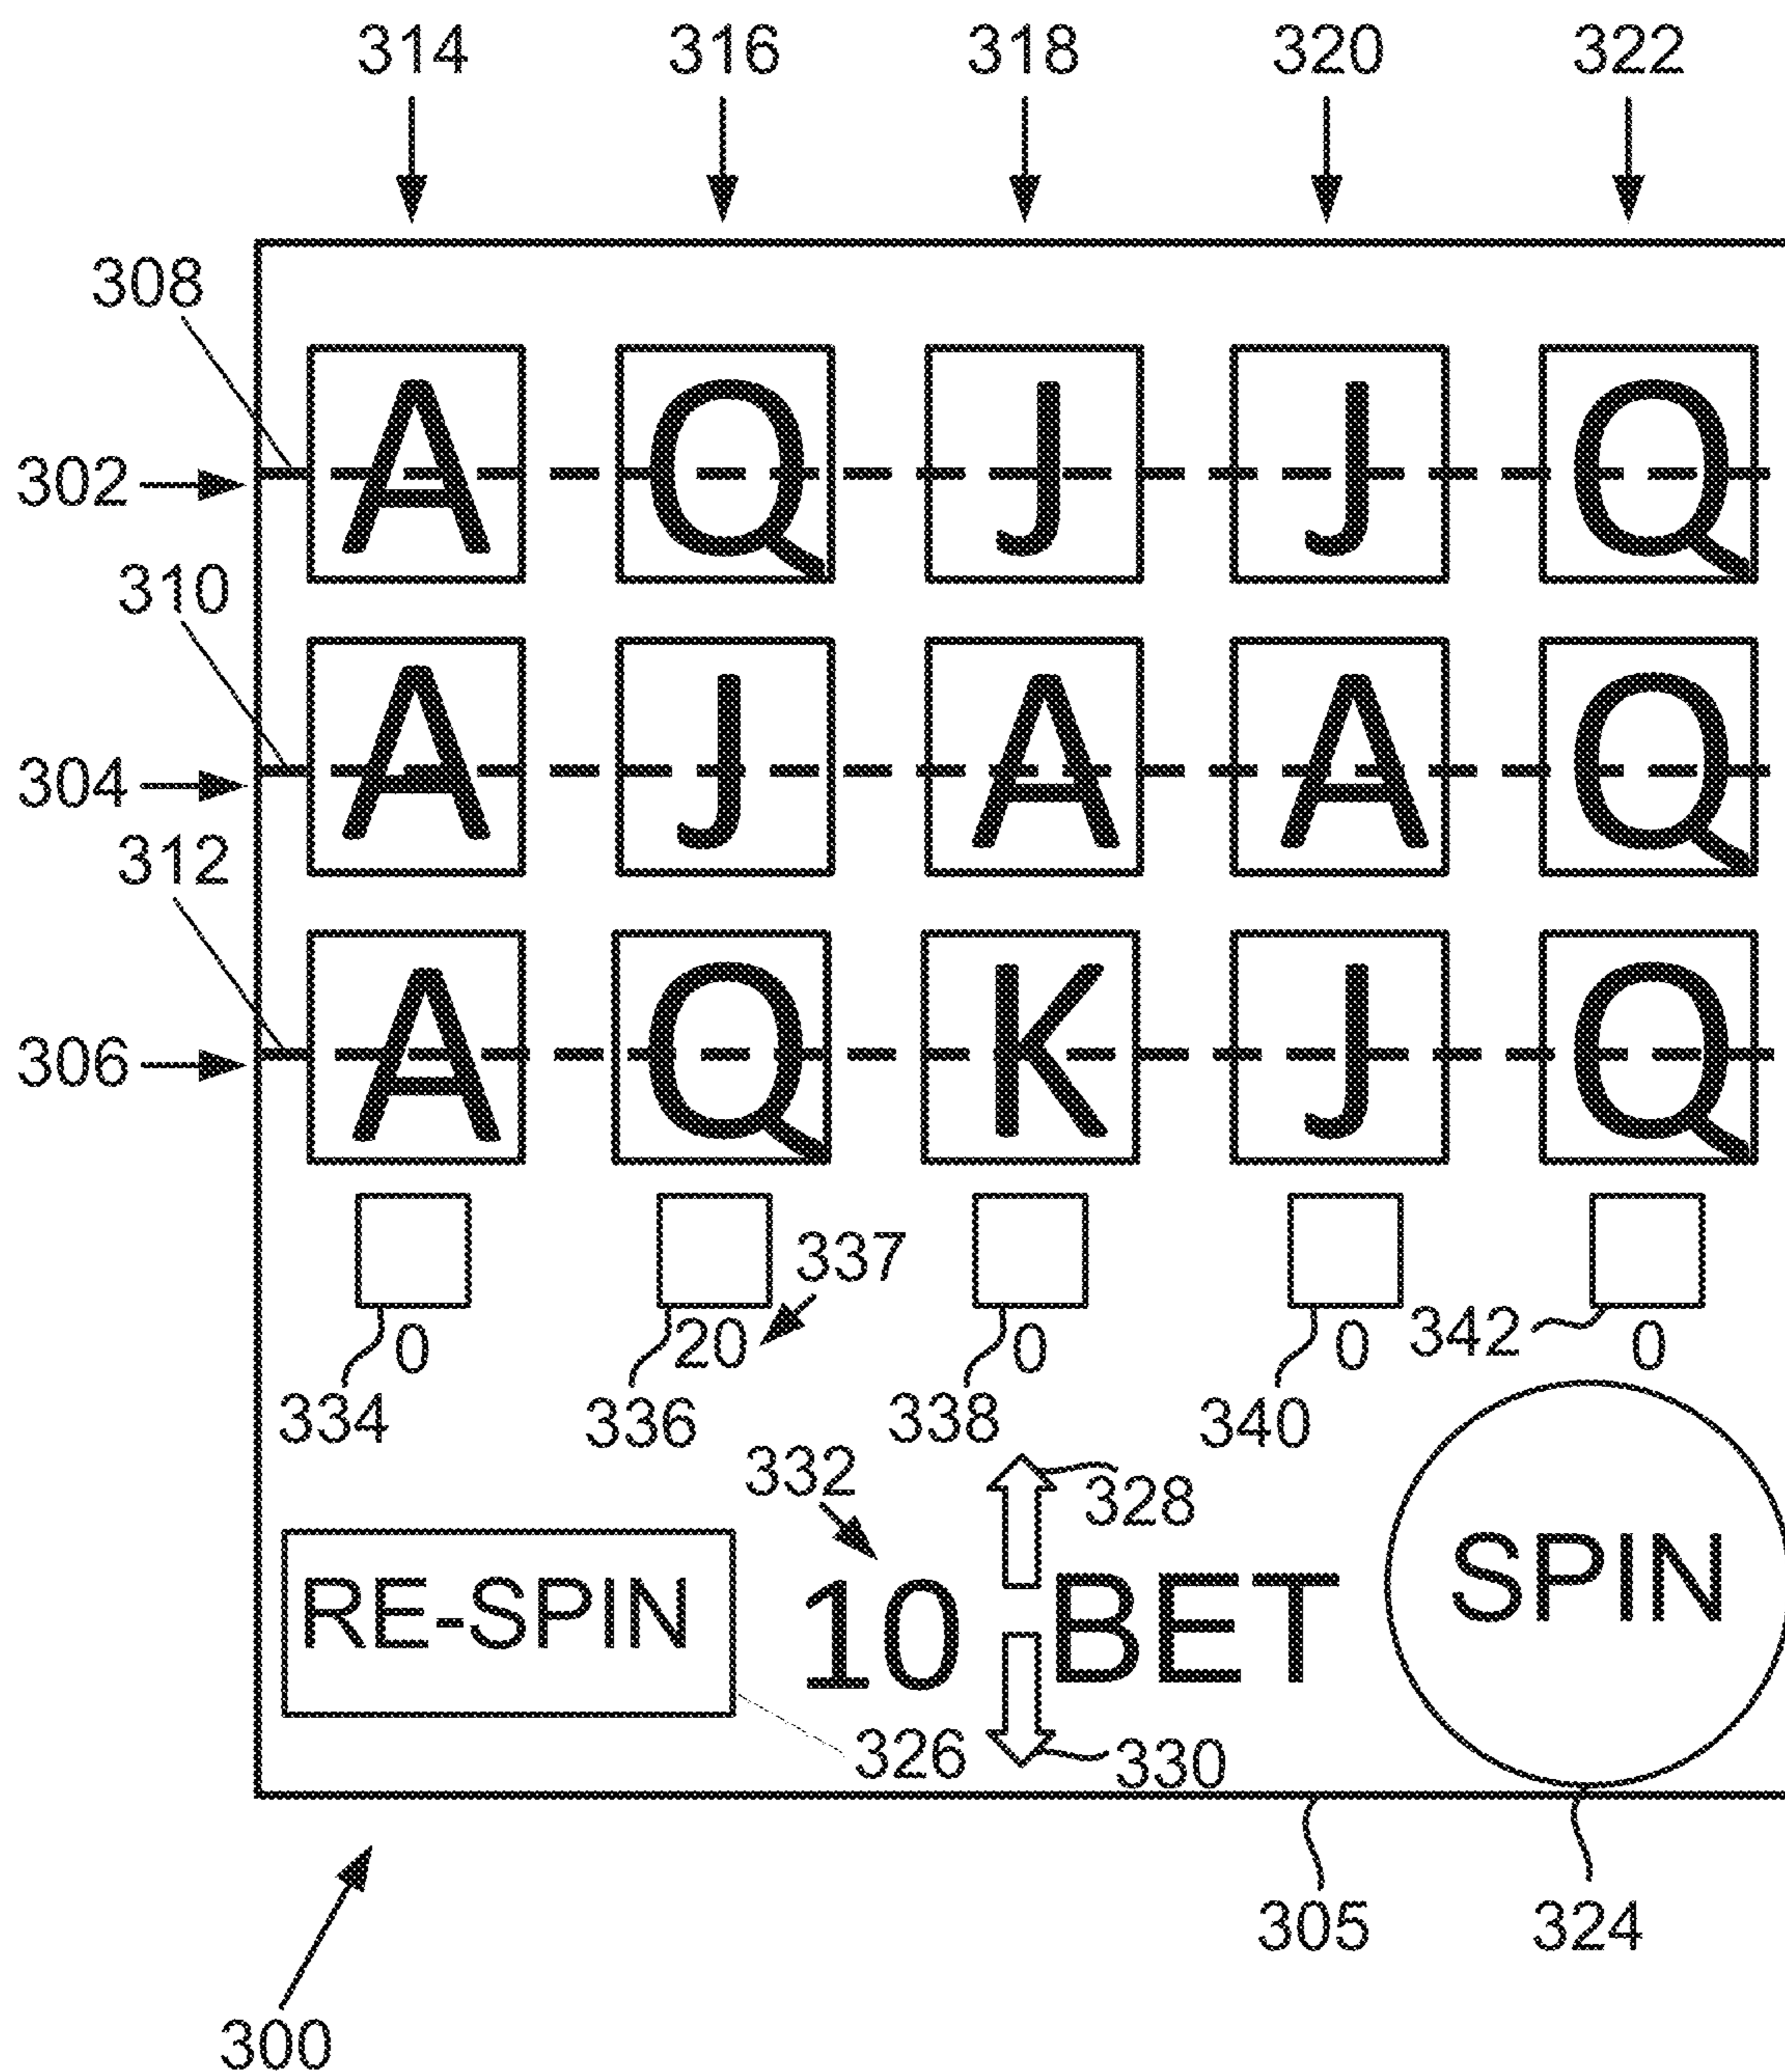 314 316 318 320 322
308
302 A Q J J Q
310
304 A J A A Q
312
306 A Q K J Q
337
0 20 0 0 342 0
334 336 338 340
332 328
RE-SPIN 10 BET SPIN
326 330
305 324
300